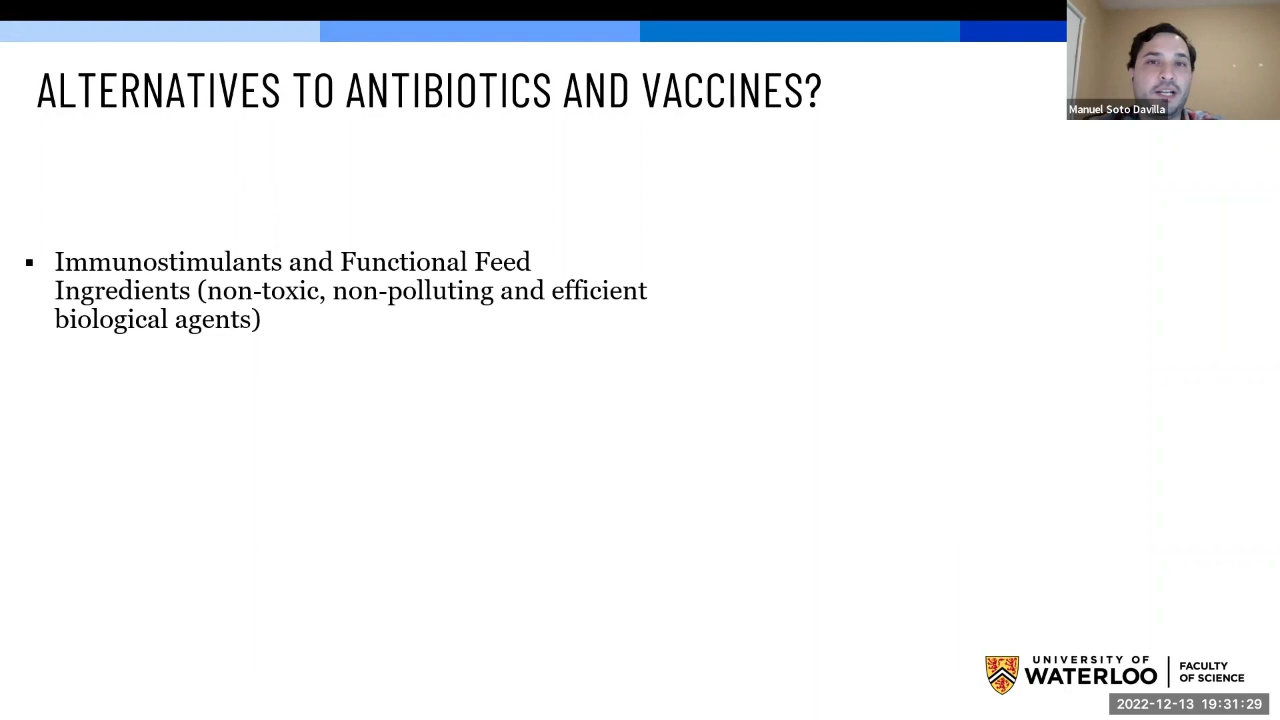 ALTERNATIVES TO ANTIBIOTICS AND VACCINES?
Manuel Soto Davilla
▪ Immunostimulants and Functional Feed
Ingredients (non-toxic, non-polluting and efficient
biological agents)
UNIVERSITY OF
WATERLOO
FACULTY
OF SCIENCE
2022-12-13 19:31:29